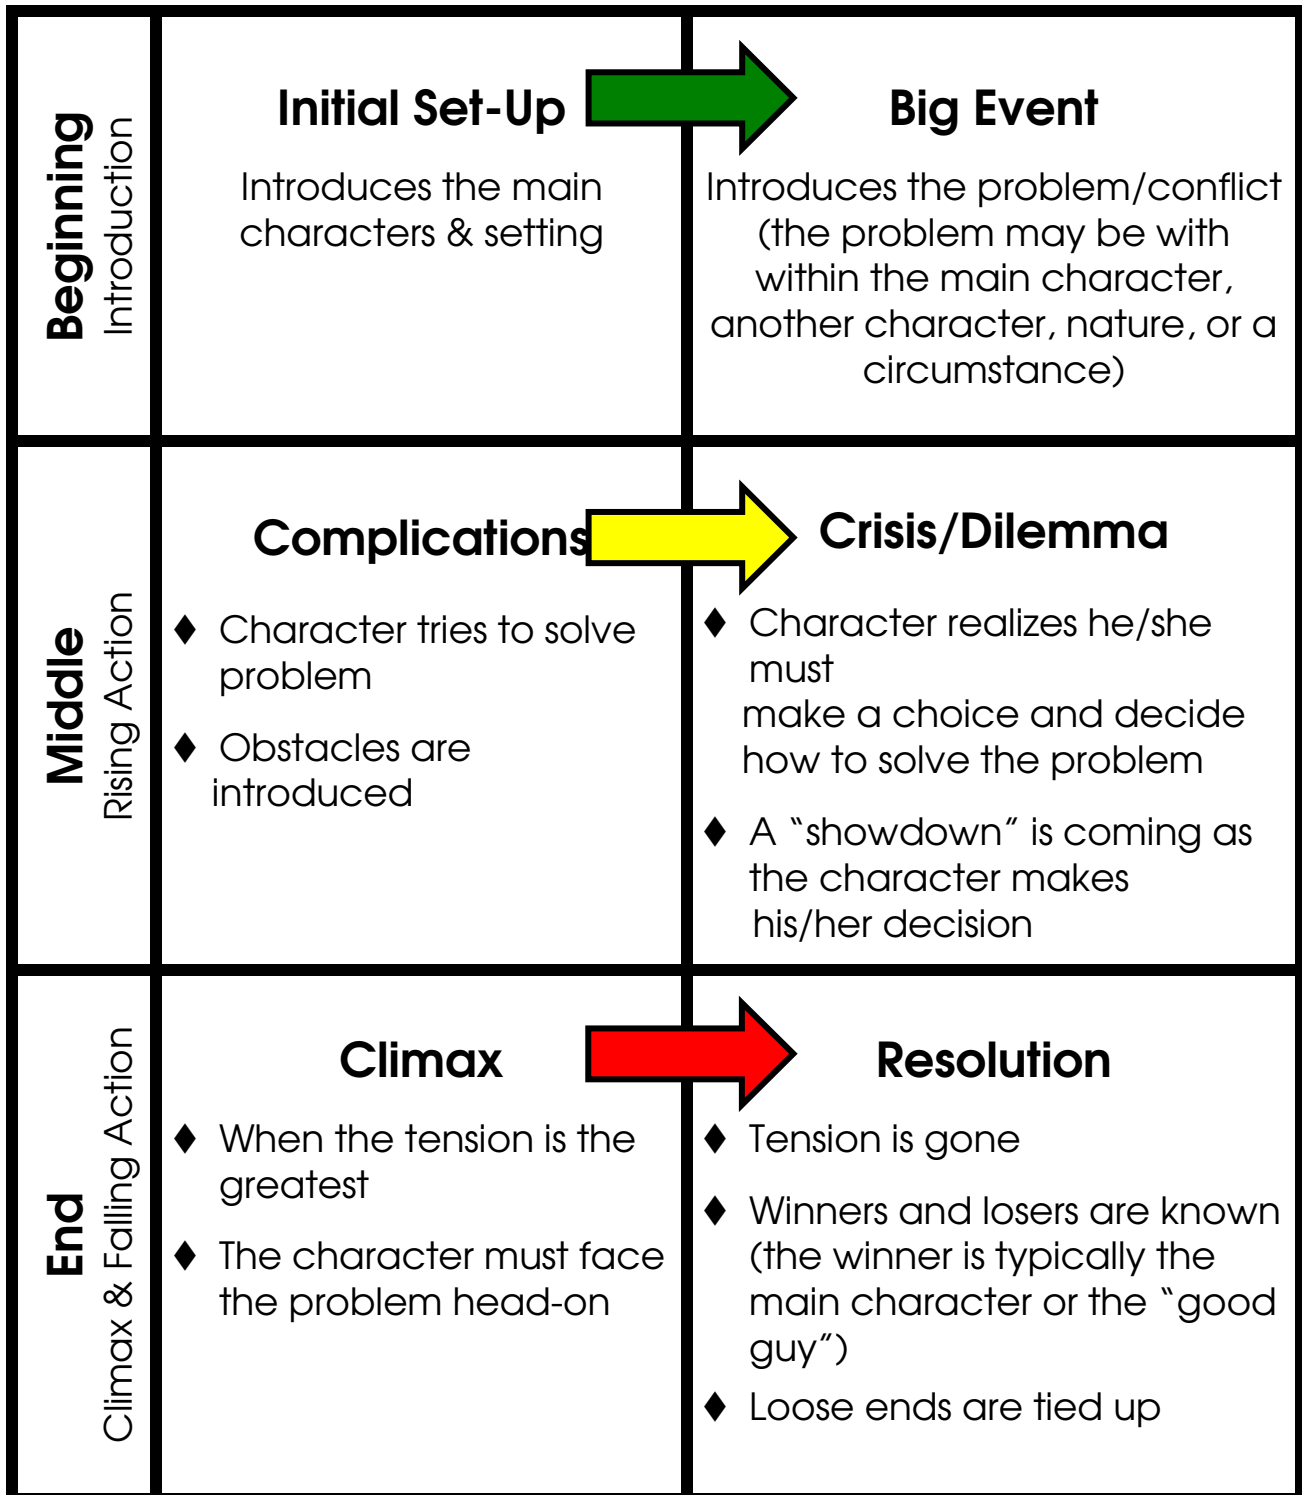 Beginning
Introduction
Initial Set-Up
Introduces the main
characters & setting
Big Event
Introduces the problem/conflict
(the problem may be with
within the main character,
another character, nature, or a
circumstance)
Middle
Rising Action
Complications
♦ Character tries to solve
problem
♦ Obstacles are
introduced
Crisis/Dilemma
♦ Character realizes he/she
must
make a choice and decide
how to solve the problem
♦ A “showdown” is coming as
the character makes
his/her decision
End
Climax & Falling Action
Climax
♦ When the tension is the
greatest
♦ The character must face
the problem head-on
Resolution
♦ Tension is gone
♦ Winners and losers are known
(the winner is typically the
main character or the “good
guy”)
♦ Loose ends are tied up